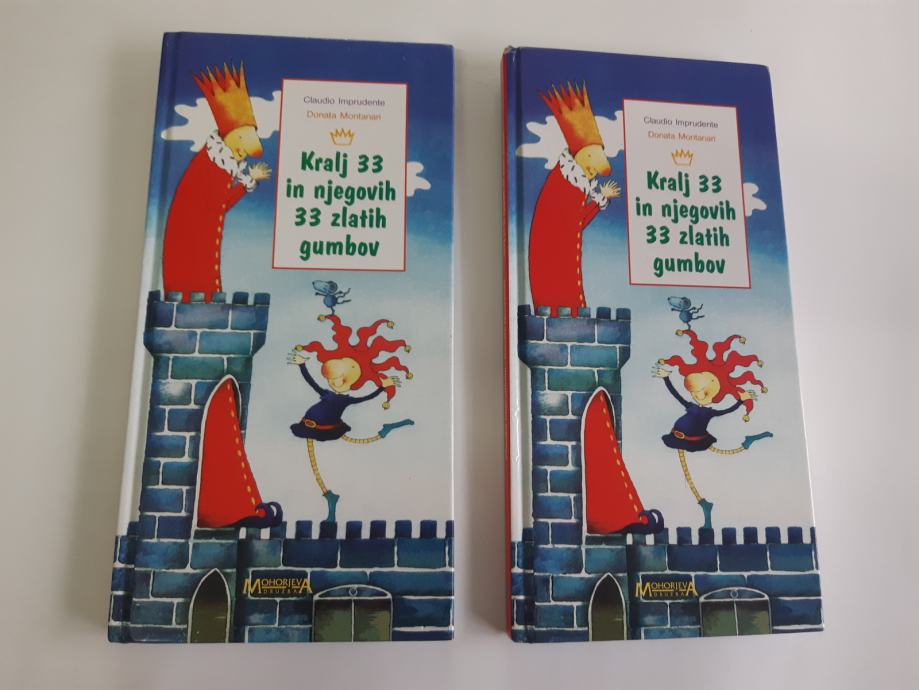 Claudio Imprudente
Donata Montanari
Kralj 33
in njegovih
33 zlatih
gumbov
MOHORJEVA
DRUŽBA
Claudio Imprudente
Donata Montanari
Kralj 33
in njegovih
33 zlatih
gumbov
MOHORJEVA
DRUŽBA